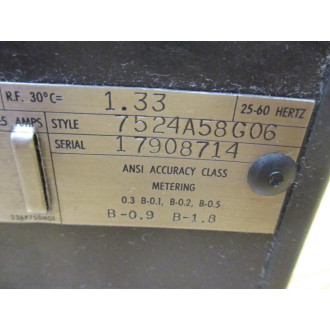 R.F. 30°C= 1.33 25-60 HERTZ
5 AMPS STYLE 7524A58G06
SERIAL 17908714
ANSI ACCURACY CLASS
METERING
0.3 B-0.1, B-0.2, B-0.5
B-0.9 B-1.8